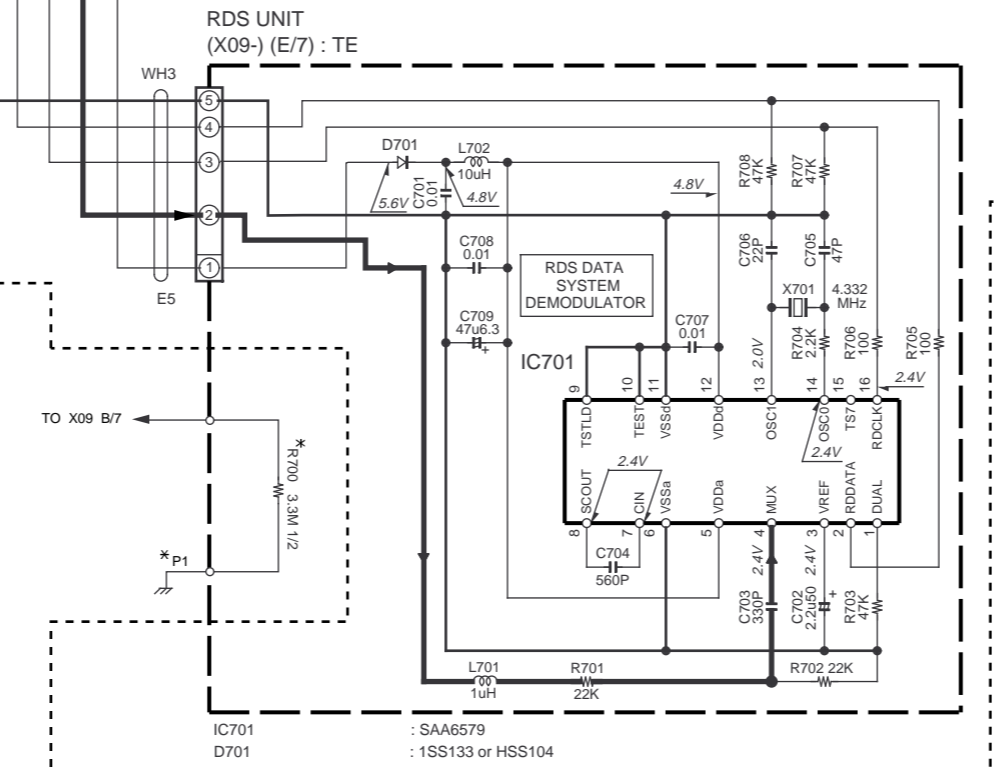 RDS UNIT
(X09-) (E/7) : TE
WH3
5
4
3
2
1
E5
D701
L702
10uH
5.6V
C701
0.01
4.8V
4.8V
R708
47K
R707
47K
C708
0.01
C709
47u6.3
+
RDS DATA
SYSTEM
DEMODULATOR
C706
22P
C705
47P
X701
4.332
MHz
C707
0.01
2.0V
R704
2.2K
R706
100
R705
100
IC701
2.4V
9
10
11
12
13
14
15
16
TSTLD
TEST
VSSd
VDDd
OSC1
OSC0
TS7
RDCLK
2.4V
2.4V
SCOUT
CIN
VSSa
VDDa
MUX
VREF
RDDATA
DUAL
8
7
6
5
4
3
2
1
C704
560P
2.4V
2.4V
C703
330P
C702
2.2u50
+
R703
47K
TO X09 B/7
*R700 3.3M 1/2
*P1
L701
1uH
R701
22K
R702 22K
IC701 : SAA6579
D701 : 1SS133 or HSS104